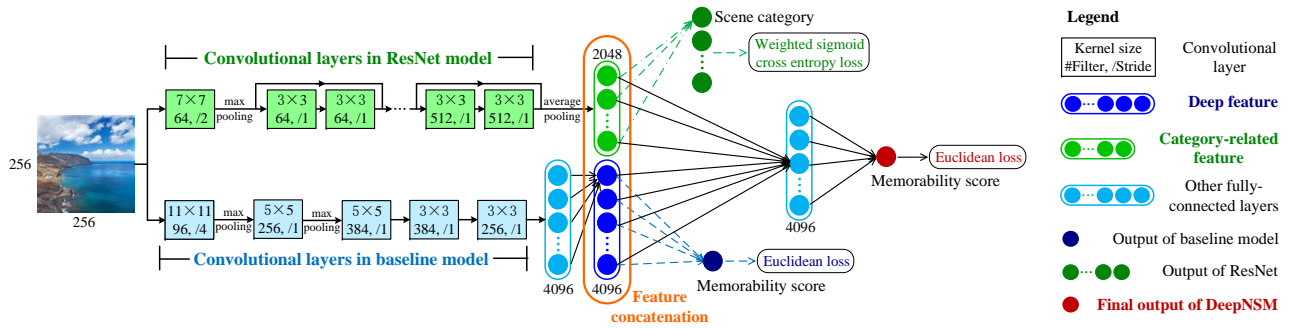 Convolutional layers in ResNet model
7×7
64, /2
max
pooling
3×3
64, /1
3×3
64, /1
3×3
512, /1
3×3
512, /1
average
pooling
2048
Scene category
Weighted sigmoid
cross entropy loss
256
256
11×11
96, /4
max
pooling
5×5
256, /1
max
pooling
5×5
384, /1
3×3
384, /1
3×3
256, /1
Convolutional layers in baseline model
4096
4096
Feature
concatenation
Euclidean loss
Memorability score
4096
Euclidean loss
Memorability score
Legend
Kernel size
#Filter, /Stride
Convolutional
layer
Deep feature
Category-related
feature
Other fully-
connected layers
Output of baseline model
Output of ResNet
Final output of DeepNSM